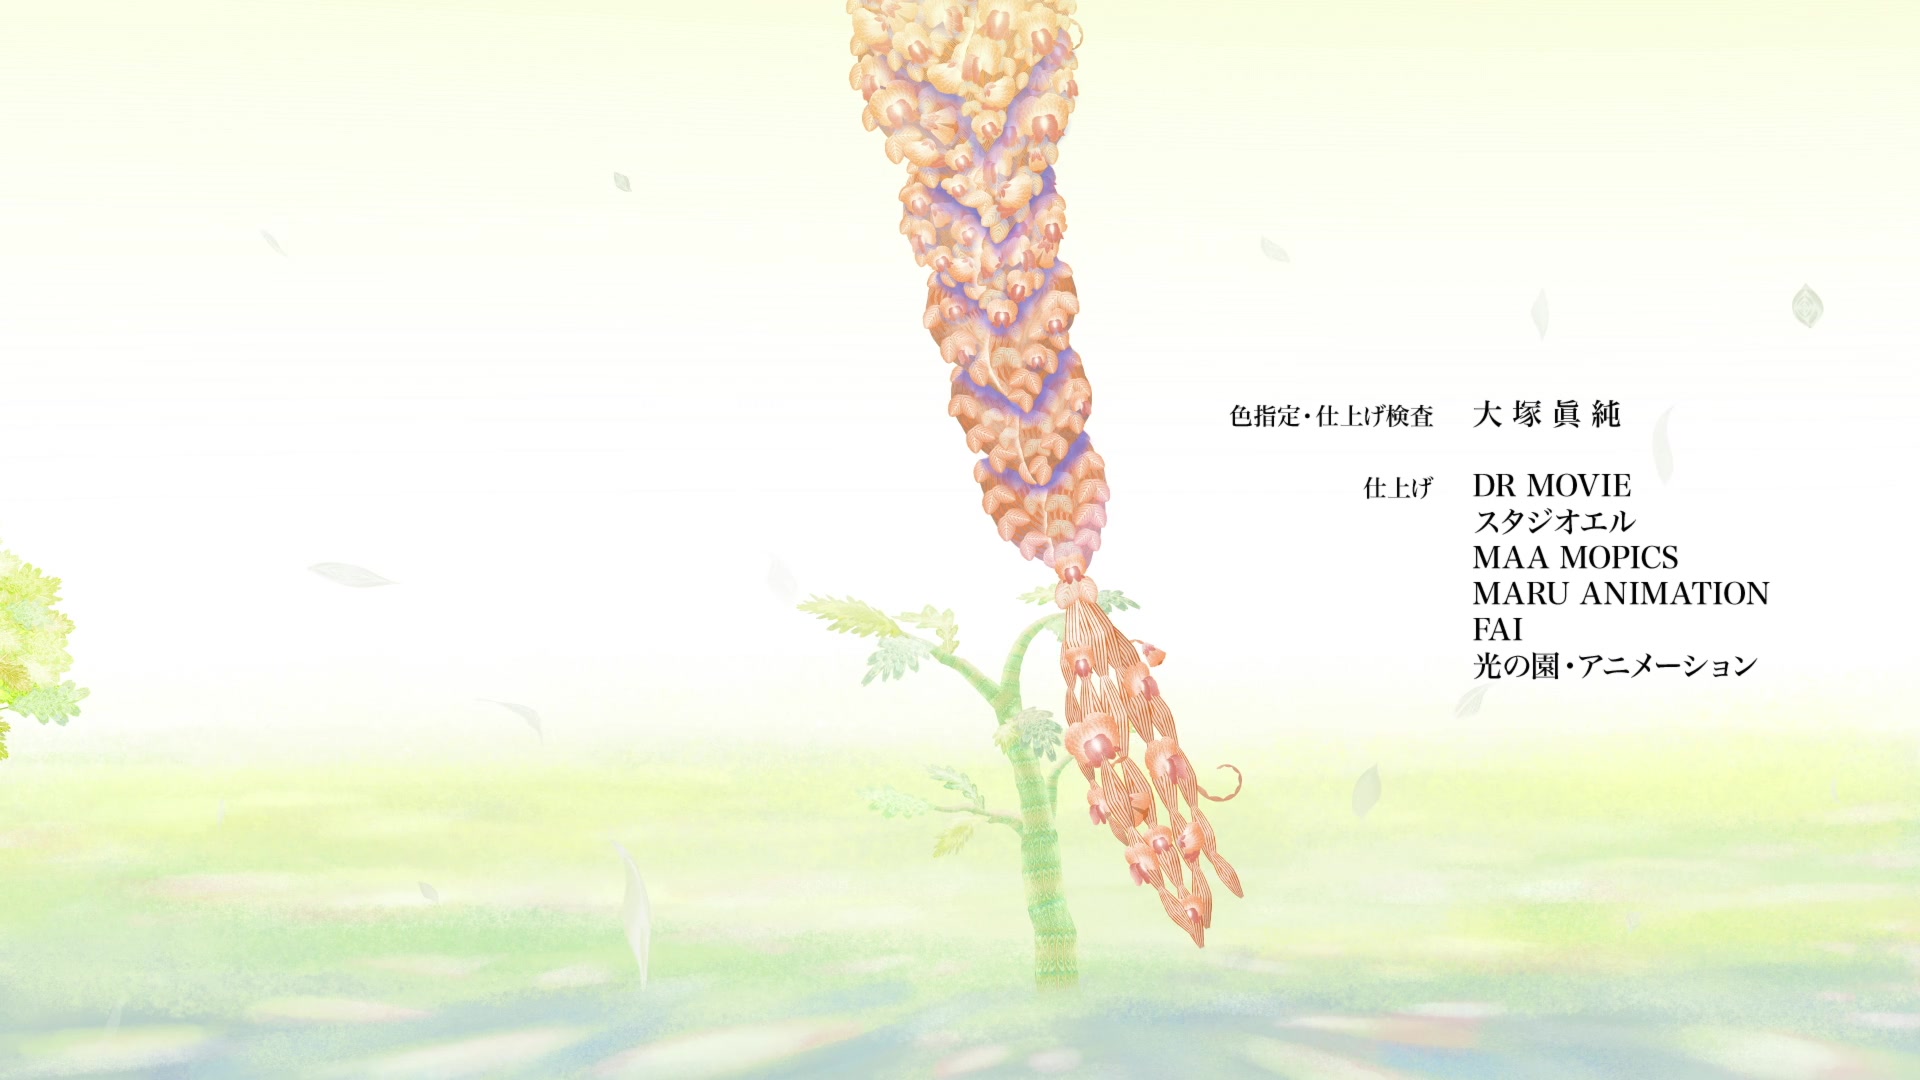 色指定・仕上げ検査 大塚眞純
仕上げ DR MOVIE
スタジオエル
MAA MOPICS
MARU ANIMATION
FAI
光の園・アニメーション